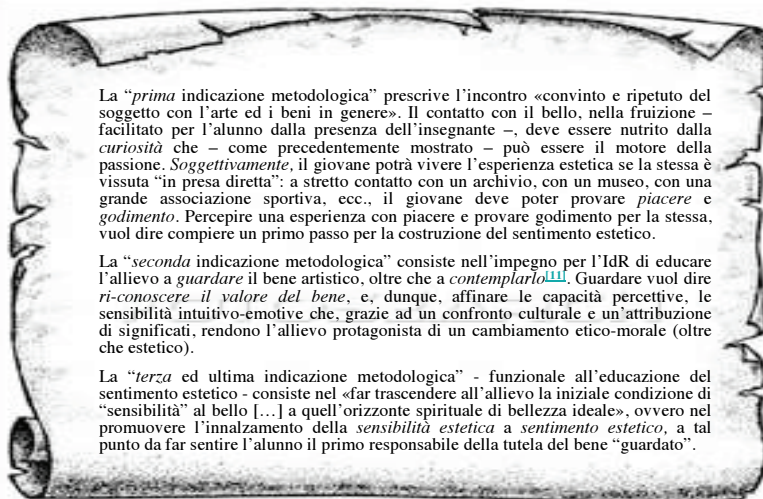 La “prima indicazione metodologica” prescrive l’incontro «convinto e ripetuto del
soggetto con l’arte ed i beni in genere». Il contatto con il bello, nella fruizione –
facilitato per l’alunno dalla presenza dell’insegnante –, deve essere nutrito dalla
curiosità che – come precedentemente mostrato – può essere il motore della
passione. Soggettivamente, il giovane potrà vivere l’esperienza estetica se la stessa è
vissuta “in presa diretta”: a stretto contatto con un archivio, con un museo, con una
grande associazione sportiva, ecc., il giovane deve poter provare piacere e
godimento. Percepire una esperienza con piacere e provare godimento per la stessa,
vuol dire compiere un primo passo per la costruzione del sentimento estetico.
La “seconda indicazione metodologica” consiste nell’impegno per l’IdR di educare
l’allievo a guardare il bene artistico, oltre che a contemplarlo[11]. Guardare vuol dire
ri-conoscere il valore del bene, e, dunque, affinare le capacità percettive, le
sensibilità intuitivo-emotive che, grazie ad un confronto culturale e un’attribuzione
di significati, rendono l’allievo protagonista di un cambiamento etico-morale (oltre
che estetico).
La “terza ed ultima indicazione metodologica” - funzionale all’educazione del
sentimento estetico - consiste nel «far trascendere all’allievo la iniziale condizione di
“sensibilità” al bello […] a quell’orizzonte spirituale di bellezza ideale», ovvero nel
promuovere l’innalzamento della sensibilità estetica a sentimento estetico, a tal
punto da far sentire l’alunno il primo responsabile della tutela del bene “guardato”.